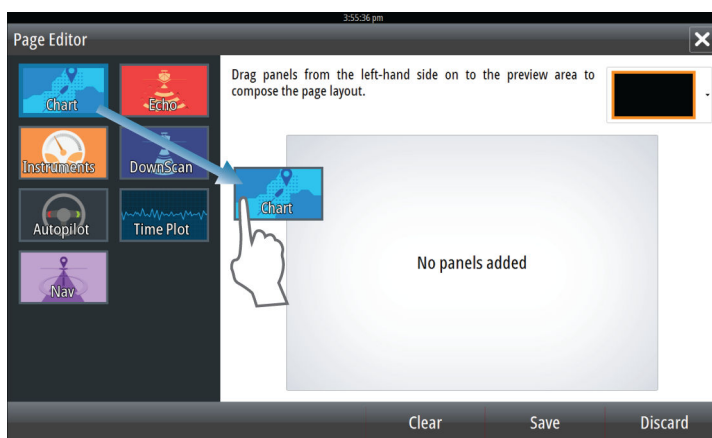 3:55:36 pm
Page Editor
Chart
Echo
Drag panels from the left-hand side on to the preview area to
compose the page layout.
Instruments
DownScan
Chart
Autopilot
Time Plot
No panels added
Nav
Clear
Save
Discard